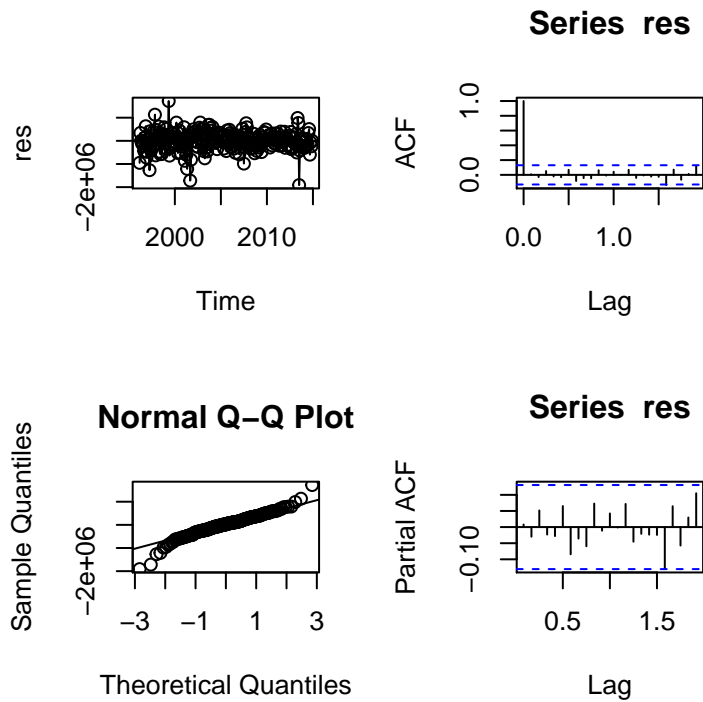 Series res
res
−2e+06
2000 2010
Time
ACF
0.0 1.0
0.0 1.0
Lag
Normal Q−Q Plot
Sample Quantiles
−2e+06
−3 −1 1 3
Theoretical Quantiles
Series res
Partial ACF
−0.10
0.5 1.5
Lag